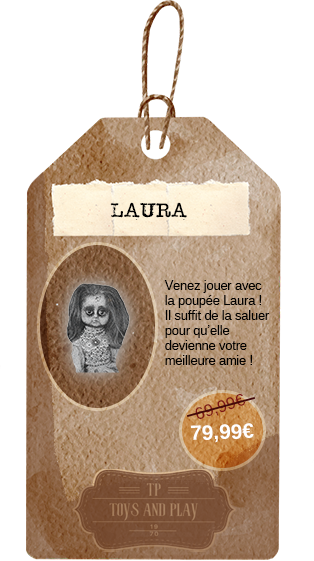 LAURA
Venez jouer avec
la poupée Laura !
Il suffit de la saluer
pour qu'elle
devienne votre
meilleure amie !
69,99€
79,99€
TP
TOYS AND PLAY
19
75